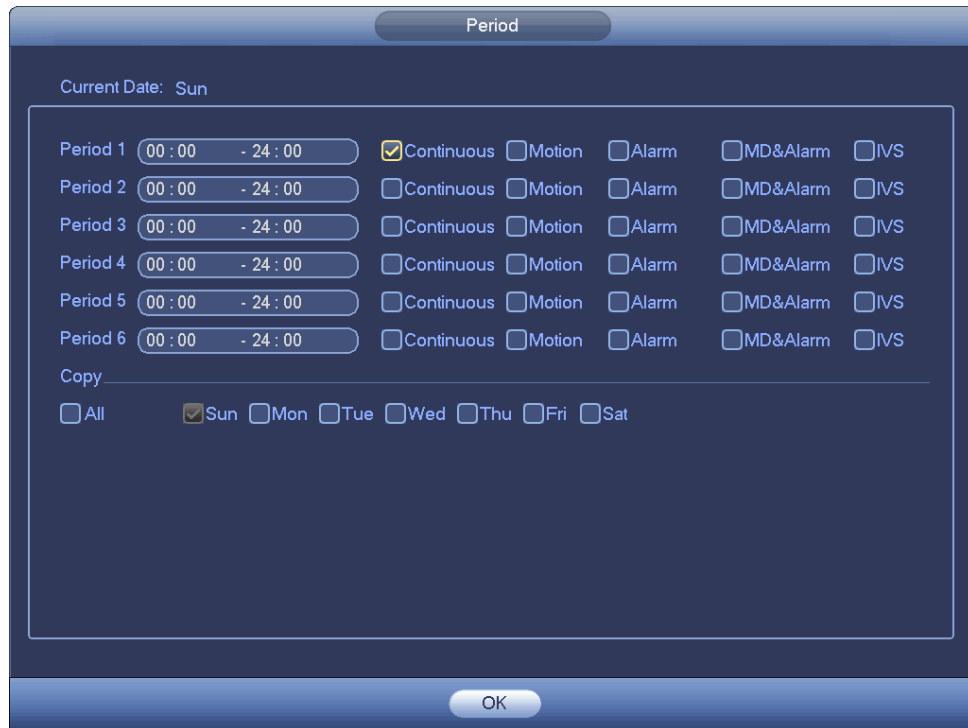 Period
Current Date: Sun
Period 1 00 : 00 - 24 : 00 Continuous Motion Alarm MD&Alarm IVS
Period 2 00 : 00 - 24 : 00 Continuous Motion Alarm MD&Alarm IVS
Period 3 00 : 00 - 24 : 00 Continuous Motion Alarm MD&Alarm IVS
Period 4 00 : 00 - 24 : 00 Continuous Motion Alarm MD&Alarm IVS
Period 5 00 : 00 - 24 : 00 Continuous Motion Alarm MD&Alarm IVS
Period 6 00 : 00 - 24 : 00 Continuous Motion Alarm MD&Alarm IVS
Copy
All Sun Mon Tue Wed Thu Fri Sat
OK